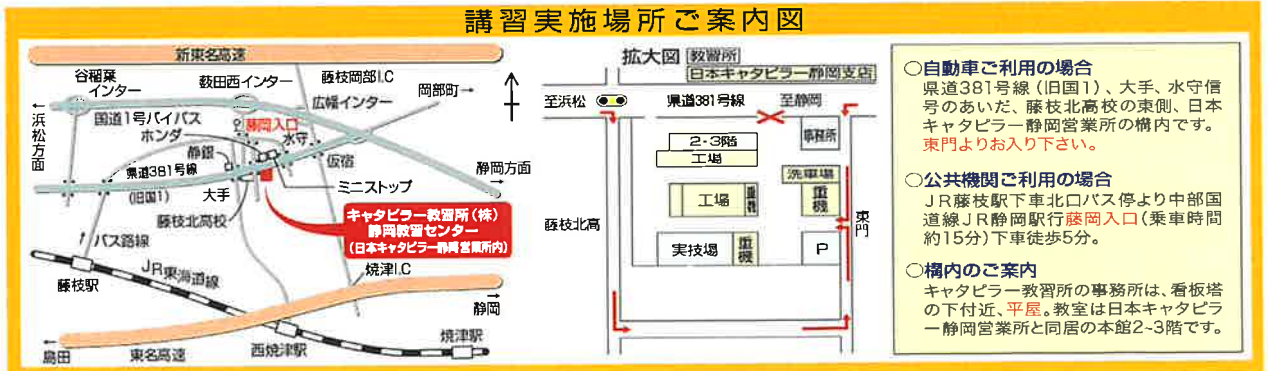 講習実施場所ご案内図
新東名高速
谷稲葉
インター
薮田西インター
藤枝岡部I.C
岡部町→
広幡インター
←浜松方面
国道1号バイパス
ホンダ
藤岡入口
水守
静銀
仮宿
県道381号線
(旧国1)
大手
ミニストップ
静岡方面
→
藤枝北高校
キャタピラー教習所(株)
静岡教習センター
(日本キャタピラー静岡営業所内)
バス路線
藤枝駅
JR東海道線
焼津I.C
→
静岡
←
島田
東名高速
西焼津駅
焼津駅
拡大図
教習所
日本キャタピラー静岡支店
至浜松
県道381号線
至静岡
事務所
2-3階
工場
洗車場
工場
重機
重機
藤枝北高
東門
実技場
重機
P
○自動車ご利用の場合
県道381号線(旧国1)、大手、水守信
号のあいだ、藤枝北高校の東側、日本
キャタピラー静岡営業所の構内です。
東門よりお入り下さい。
○公共機関ご利用の場合
JR藤枝駅下車北口バス停より中部国
道線JR静岡駅行藤岡入口(乗車時間
約15分)下車徒歩5分。
○構内のご案内
キャタピラー教習所の事務所は、看板塔
の下付近、平屋。教室は日本キャタピラ
ー静岡営業所と同居の本館2~3階です。